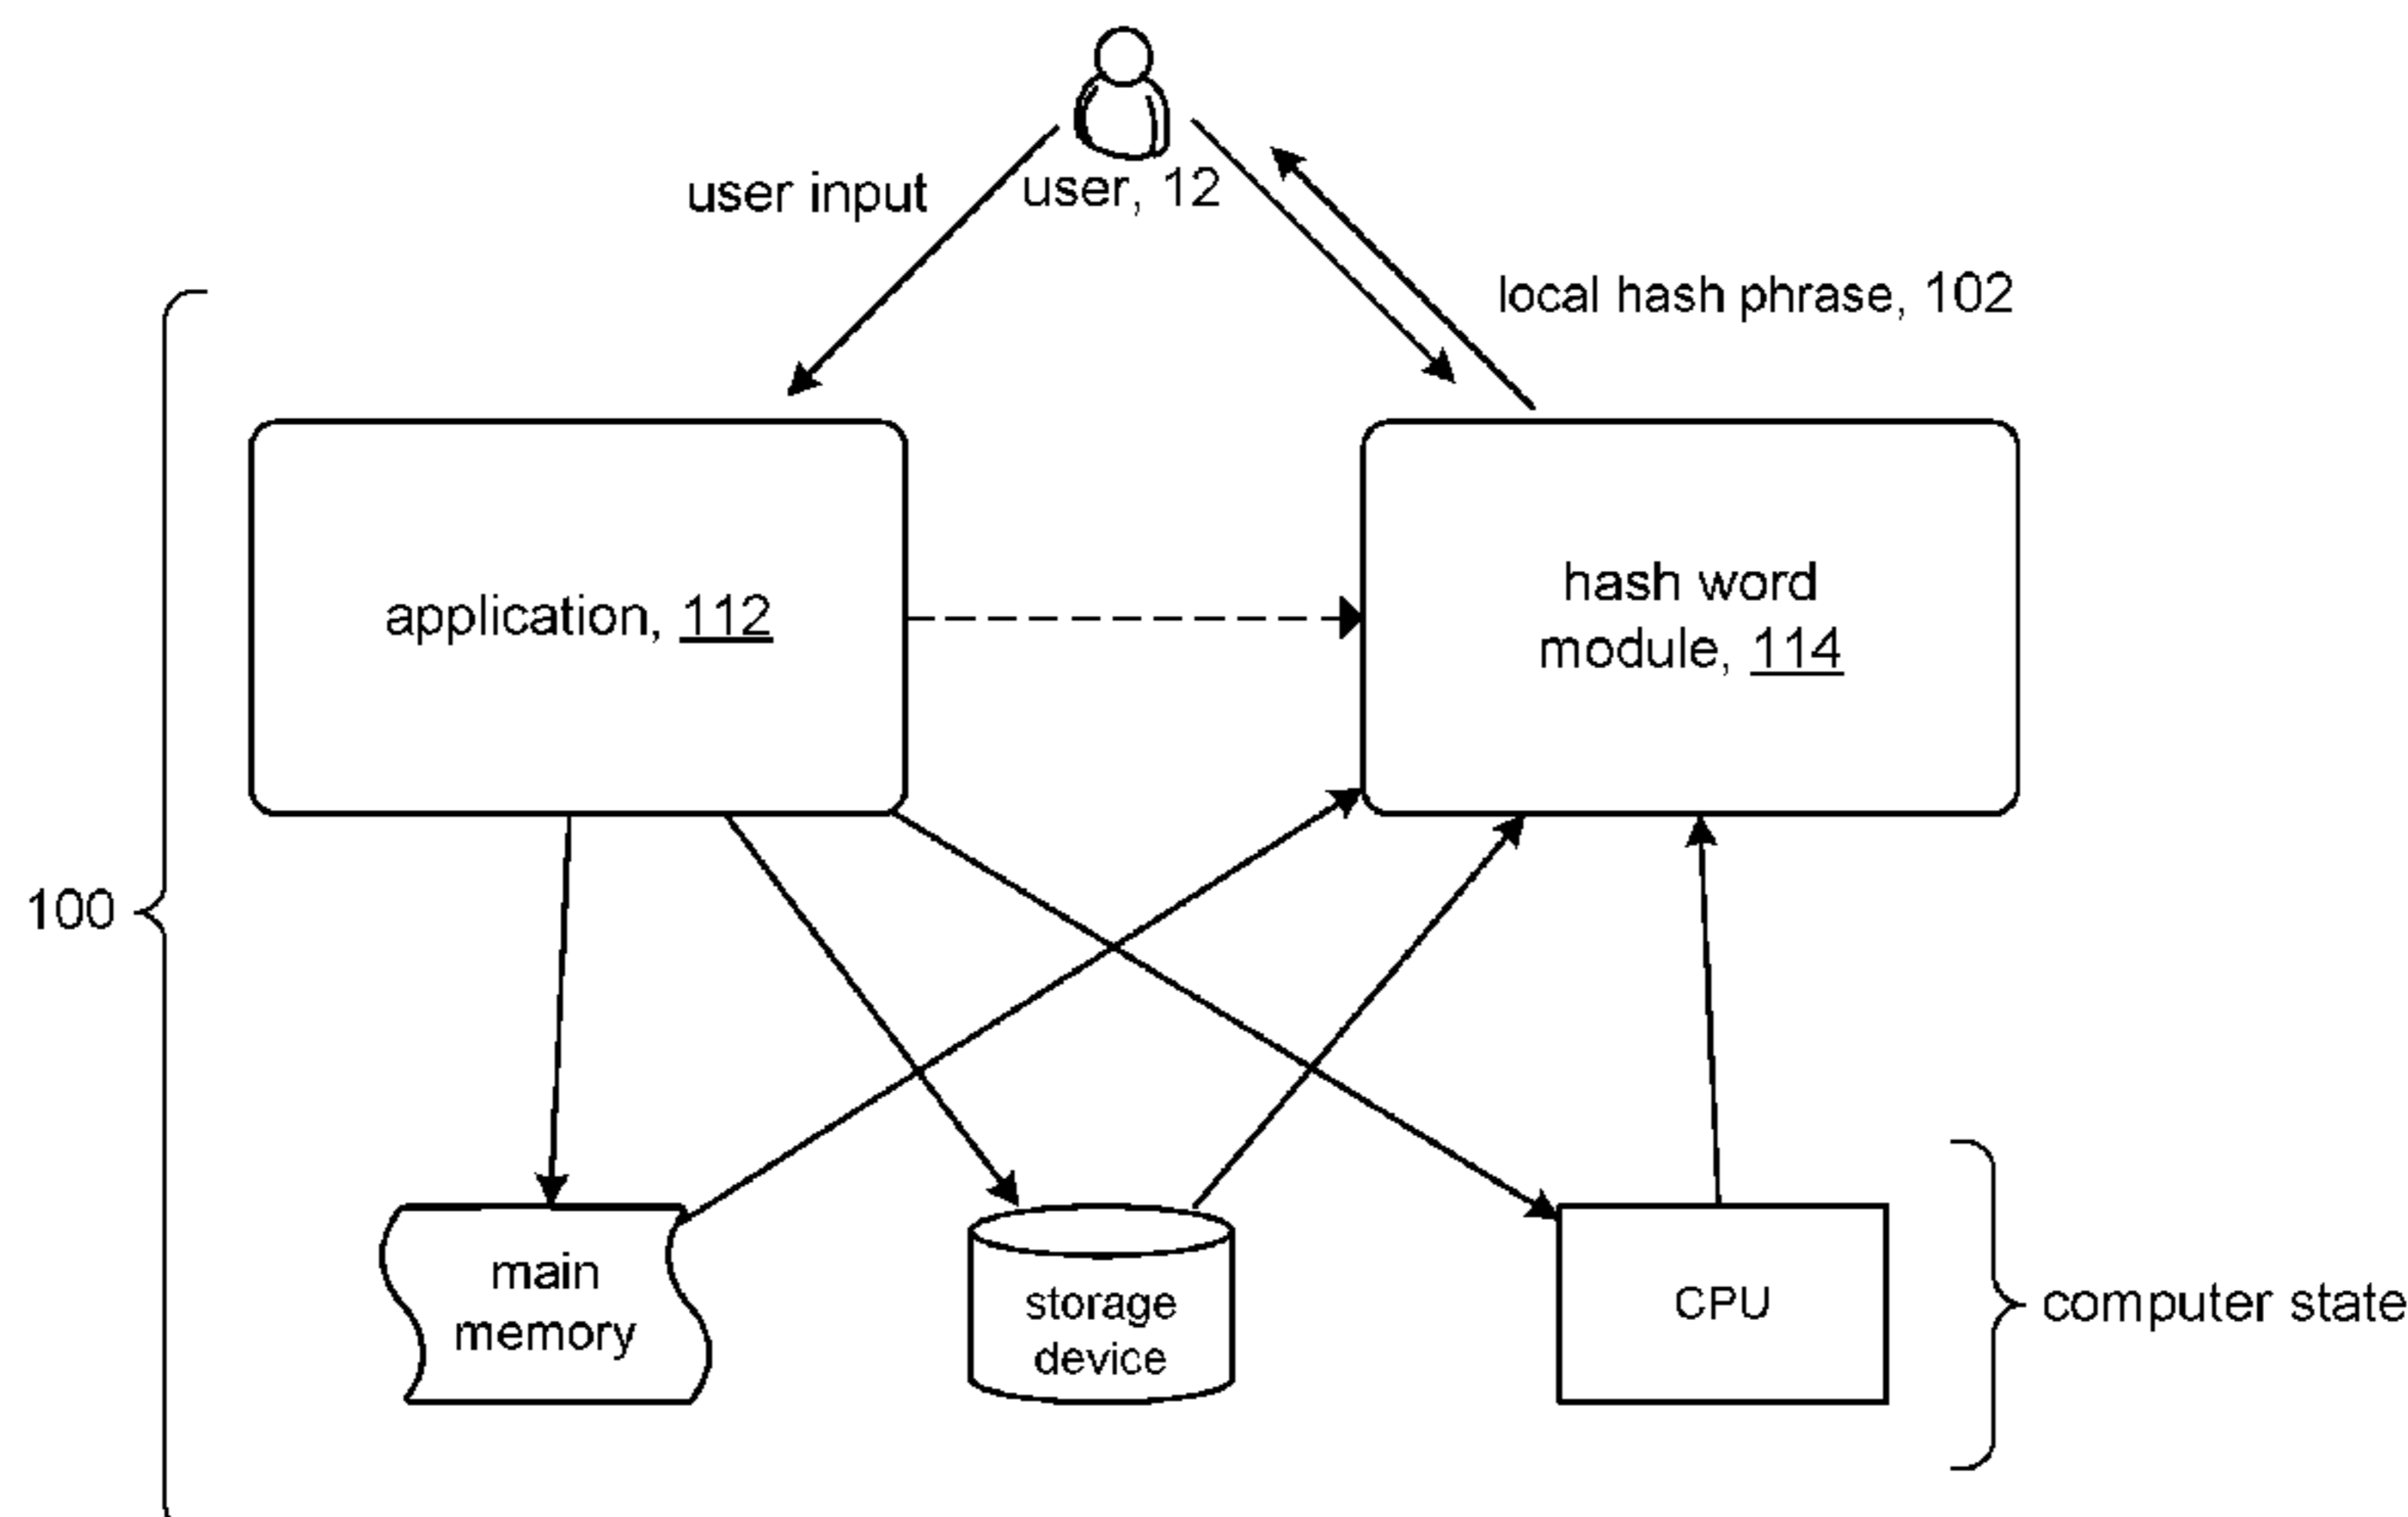 user input
user, 12
local hash phrase, 102
application, 112
hash word
module, 114
100
main
memory
storage
device
CPU
computer state